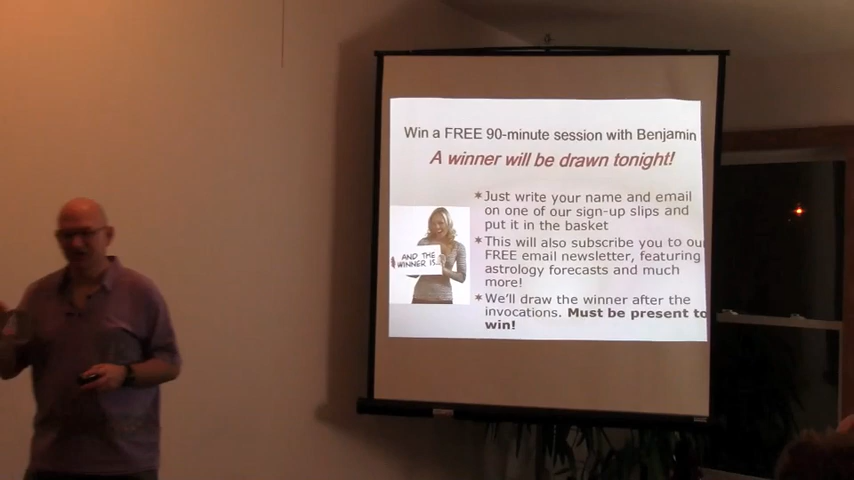 Win a FREE 90-minute session with Benjamin
A winner will be drawn tonight!
*Just write your name and email
on one of our sign-up slips and
put it in the basket
*This will also subscribe you to our
FREE email newsletter, featuring
astrology forecasts and much
more!
*We'll draw the winner after the
invocations. Must be present to
win!
AND THE
WINNER IS...